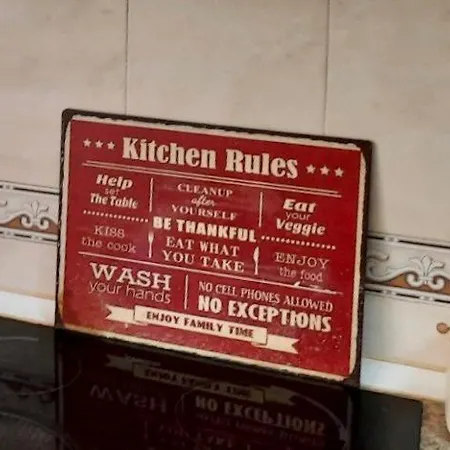 *** Kitchen Rules ***
Help
set
The Table
CLEANUP
after
YOURSELF
Eat
your
Veggie
BE THANKFUL
KISS
the cook
EAT WHAT
YOU TAKE
ENJOY
the food
WASH
your hands
NO CELL PHONES ALLOWED
NO EXCEPTIONS
ENJOY FAMILY TIME